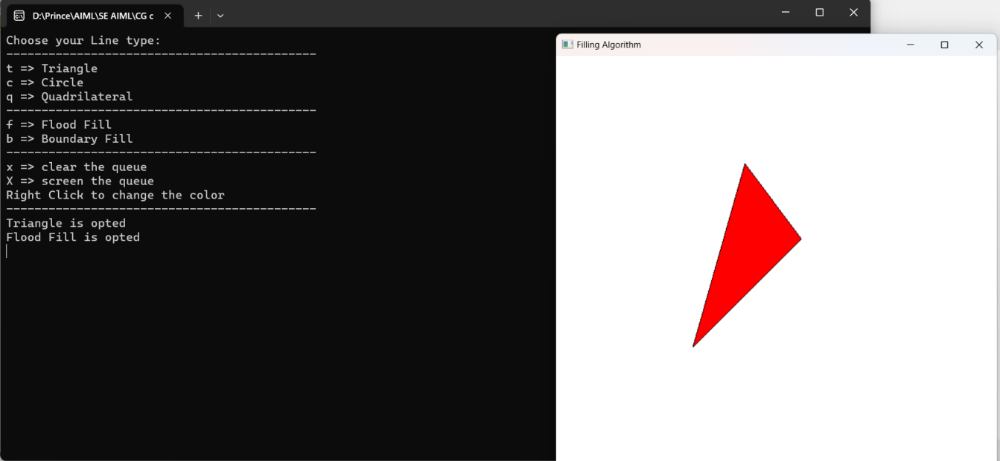 D:\Prince\AIML\SE AIML\CG c
Choose your Line type:
--------------------------------------------
t => Triangle
c => Circle
q => Quadrilateral
--------------------------------------------
f => Flood Fill
b => Boundary Fill
--------------------------------------------
x => clear the queue
X => screen the queue
Right Click to change the color
--------------------------------------------
Triangle is opted
Flood Fill is opted
Filling Algorithm